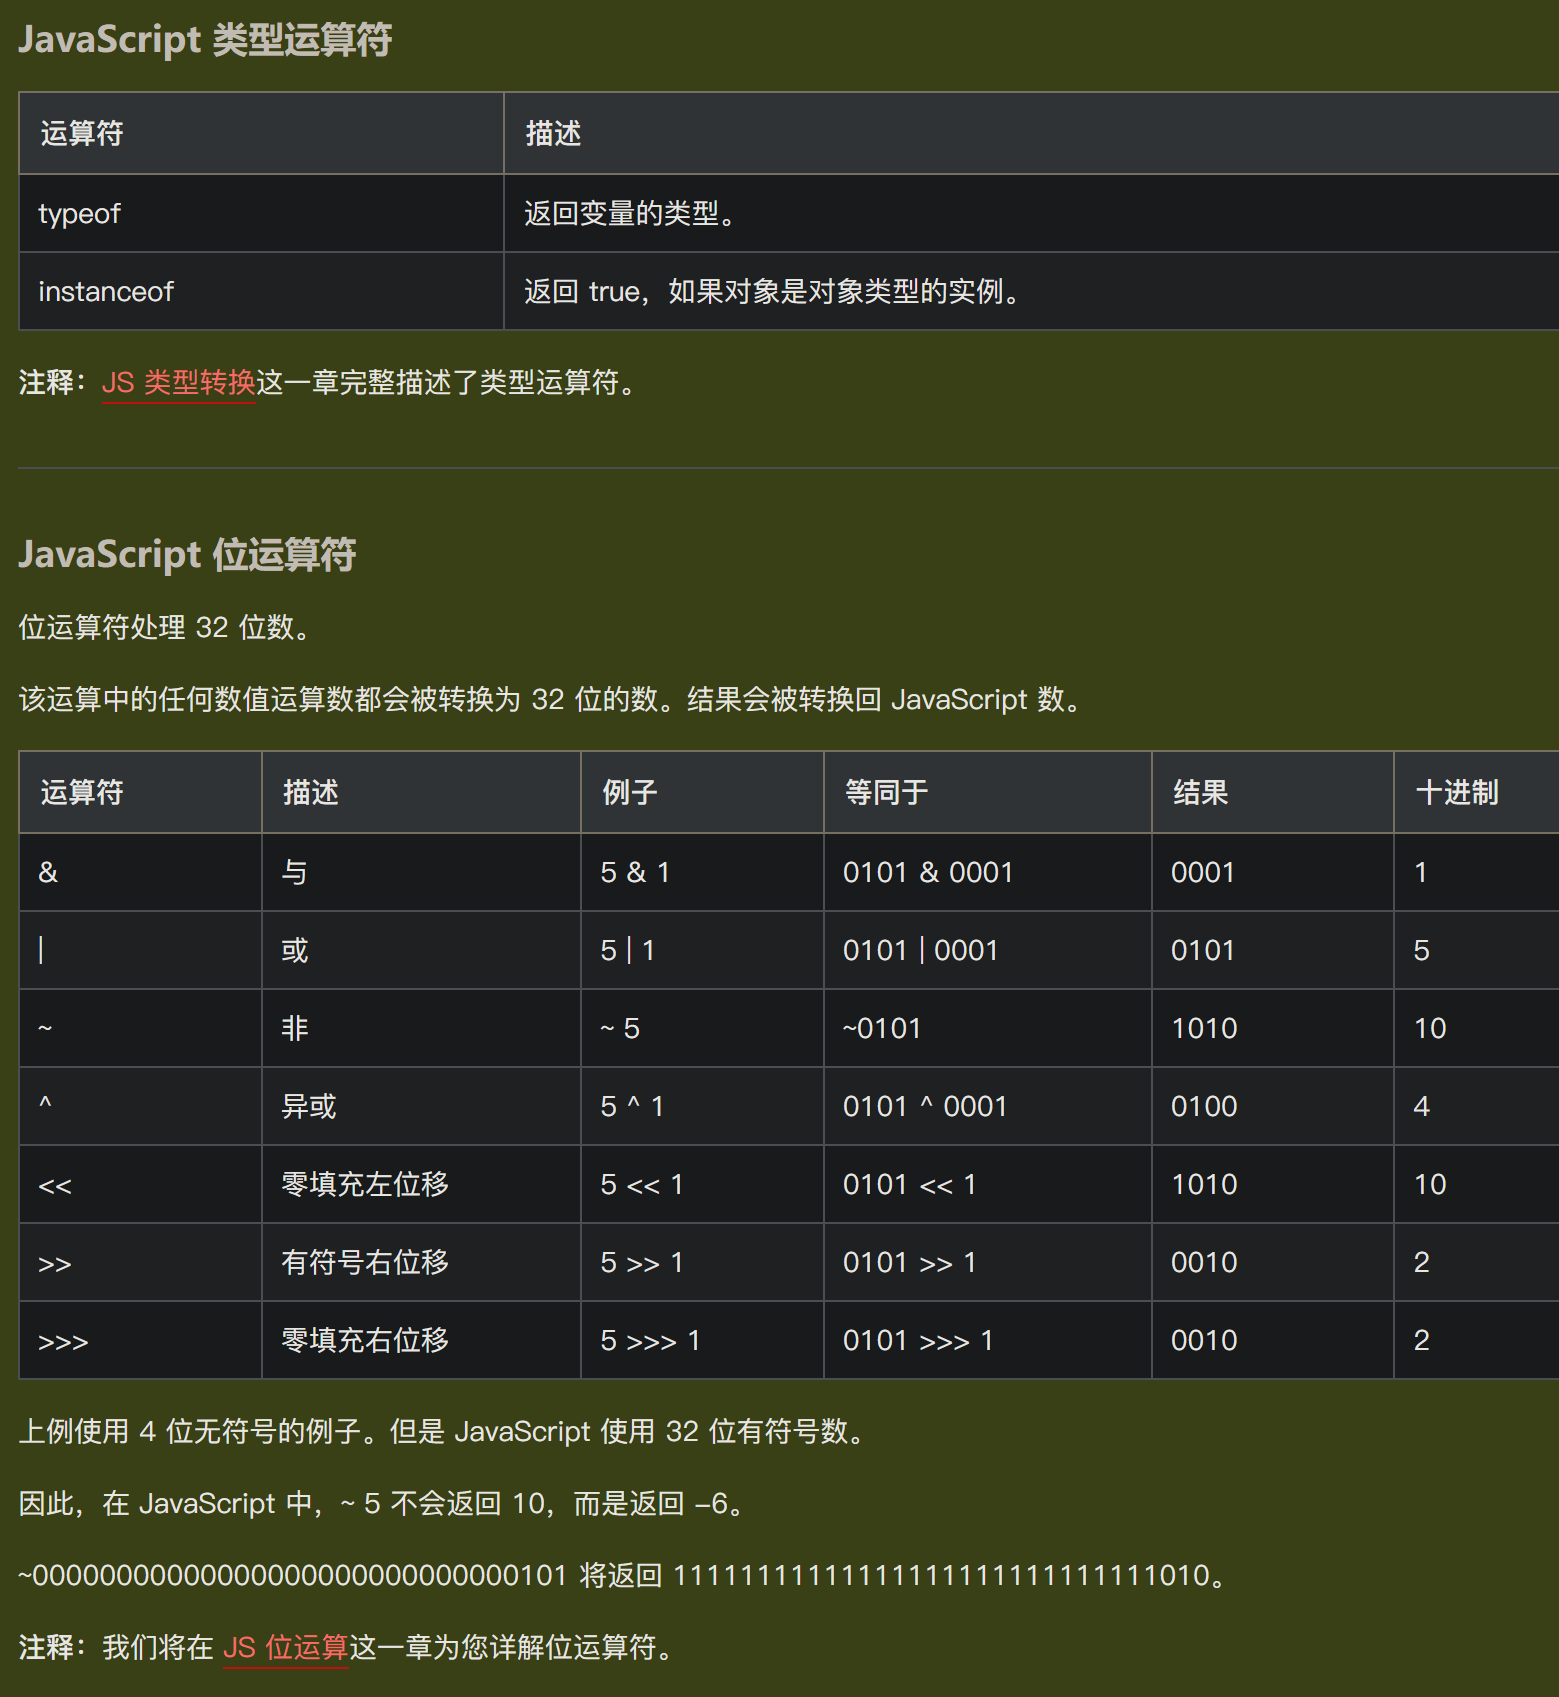 JavaScript 类型运算符
运算符 描述
typeof 返回变量的类型。
instanceof 返回 true，如果对象是对象类型的实例。
注释：JS 类型转换这一章完整描述了类型运算符。
JavaScript 位运算符
位运算符处理 32 位数。
该运算中的任何数值运算数都会被转换为 32 位的数。结果会被转换回 JavaScript 数。
运算符 描述 例子 等同于 结果 十进制
& 与 5 & 1 0101 & 0001 0001 1
| 或 5 | 1 0101 | 0001 0101 5
~ 非 ~ 5 ~0101 1010 10
^ 异或 5 ^ 1 0101 ^ 0001 0100 4
<< 零填充左位移 5 << 1 0101 << 1 1010 10
>> 有符号右位移 5 >> 1 0101 >> 1 0010 2
>>> 零填充右位移 5 >>> 1 0101 >>> 1 0010 2
上例使用 4 位无符号的例子。但是 JavaScript 使用 32 位有符号数。
因此，在 JavaScript 中，~ 5 不会返回 10，而是返回 -6。
~00000000000000000000000000000101 将返回 11111111111111111111111111111010。
注释：我们将在 JS 位运算这一章为您详解位运算符。